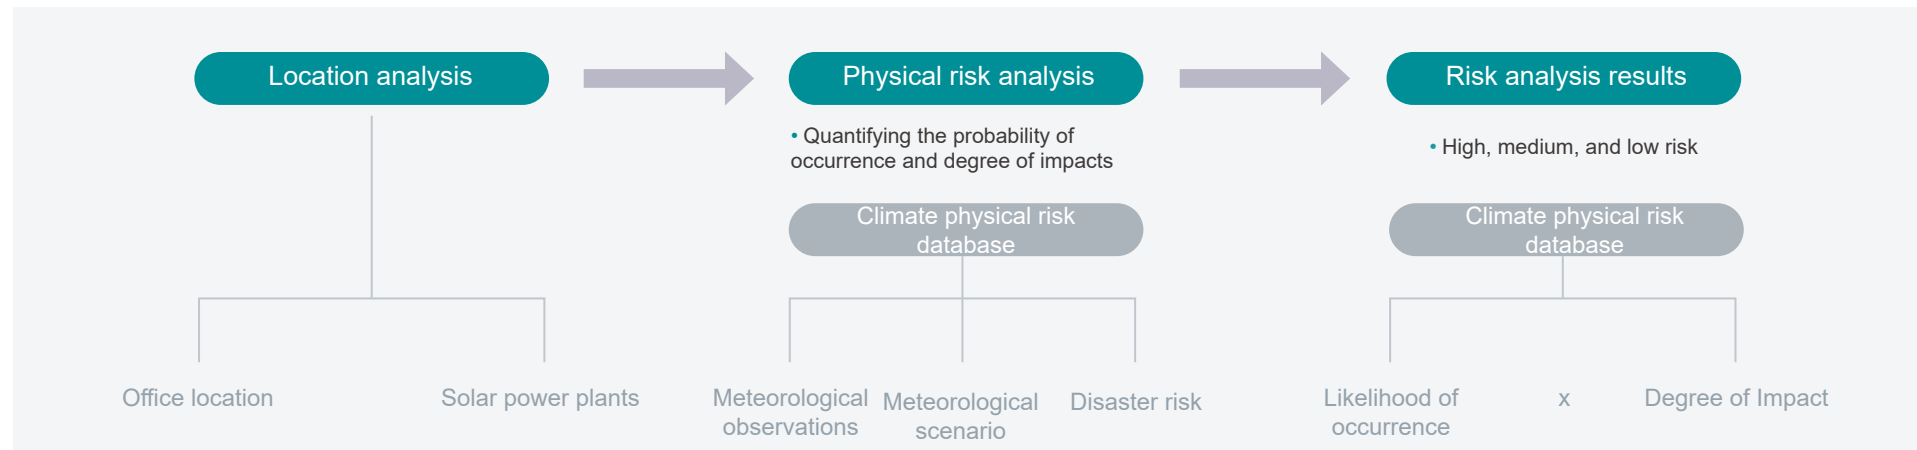 Location analysis
Physical risk analysis
Risk analysis results
• Quantifying the probability of
occurrence and degree of impacts
• High, medium, and low risk
Climate physical risk
database
Climate physical risk
database
Office location
Solar power plants
Meteorological
observations
Meteorological
scenario
Disaster risk
Likelihood of
occurrence
x
Degree of Impact